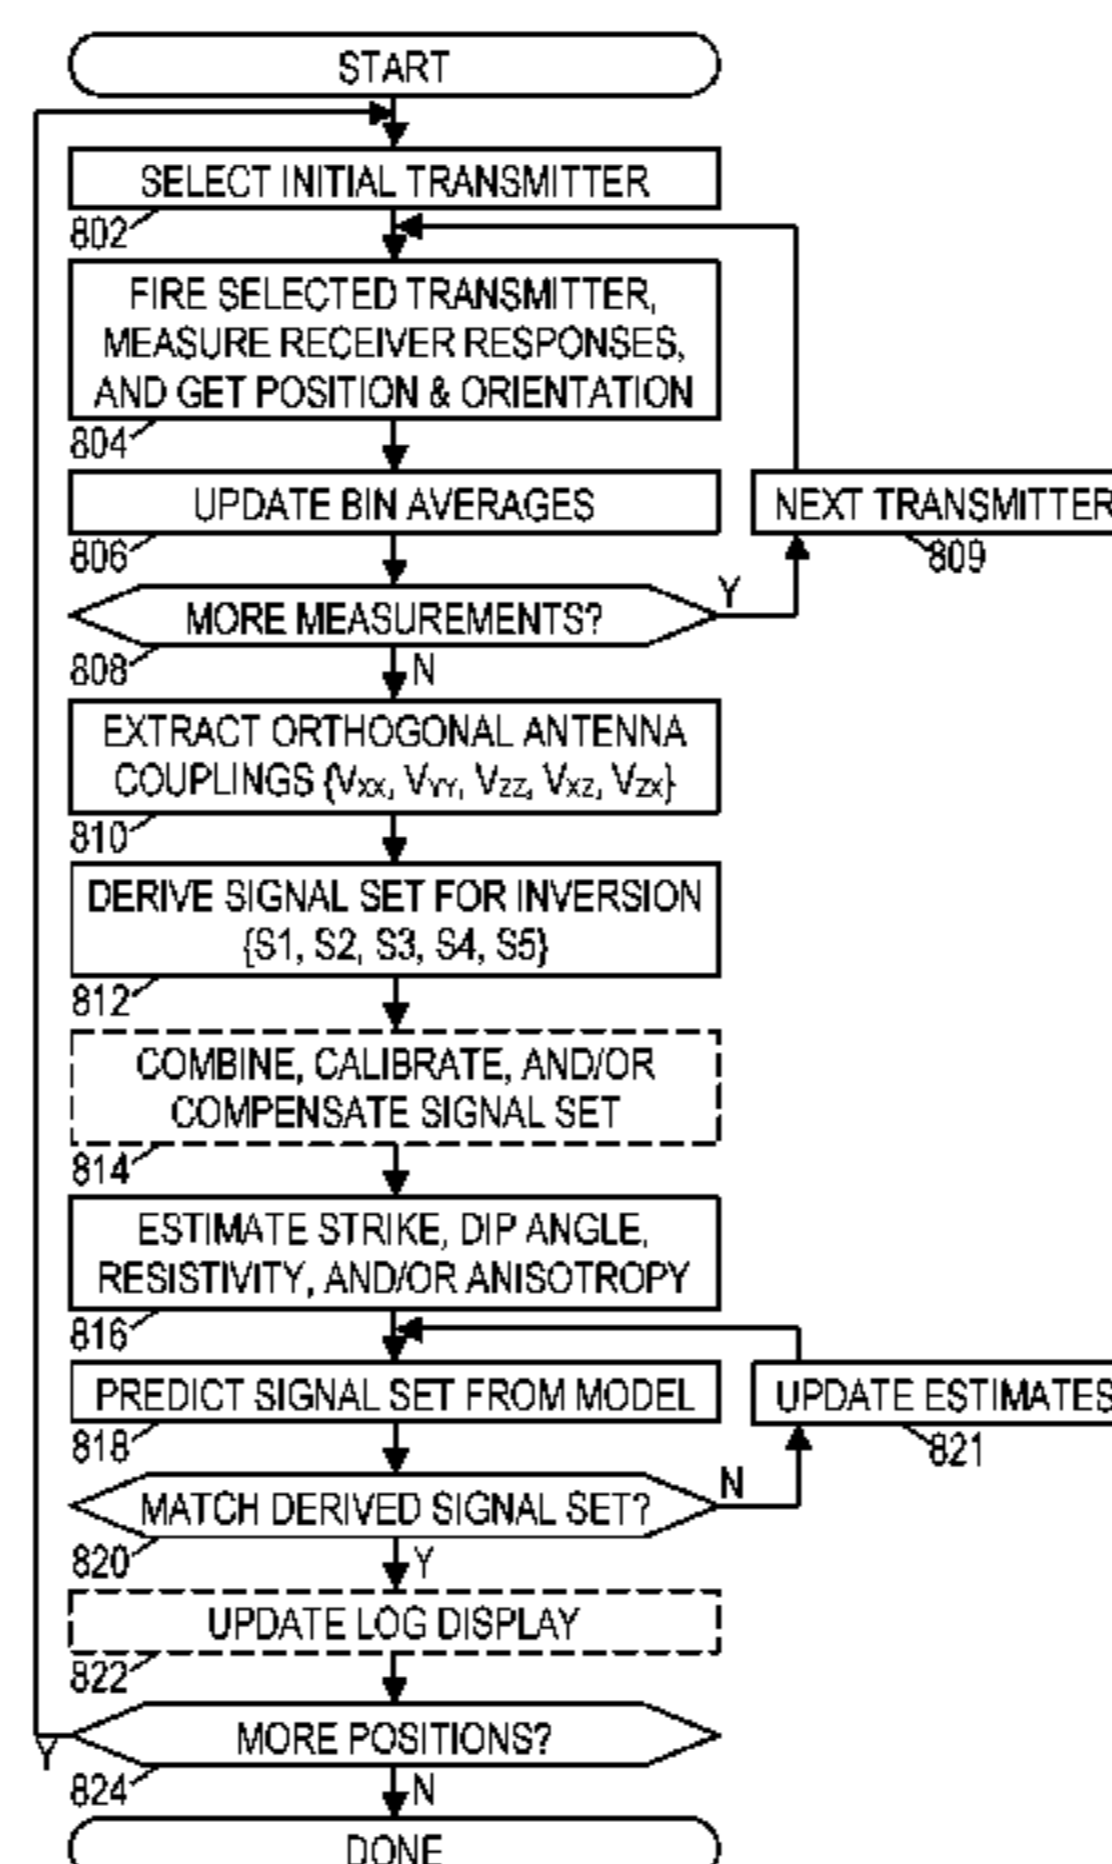 START
SELECT INITIAL TRANSMITTER
802
FIRE SELECTED TRANSMITTER,
MEASURE RECEIVER RESPONSES,
AND GET POSITION & ORIENTATION
804
UPDATE BIN AVERAGES
806
NEXT TRANSMITTER
809
MORE MEASUREMENTS?
Y
808
N
EXTRACT ORTHOGONAL ANTENNA
COUPLINGS {VXX, VYY, VZZ, VXZ, VZX}
810
DERIVE SIGNAL SET FOR INVERSION
{S1, S2, S3, S4, S5}
812
COMBINE, CALIBRATE, AND/OR
COMPENSATE SIGNAL SET
814
ESTIMATE STRIKE, DIP ANGLE,
RESISTIVITY, AND/OR ANISOTROPY
816
PREDICT SIGNAL SET FROM MODEL
818
UPDATE ESTIMATES
821
MATCH DERIVED SIGNAL SET?
N
820
Y
UPDATE LOG DISPLAY
822
MORE POSITIONS?
Y
824
N
DONE